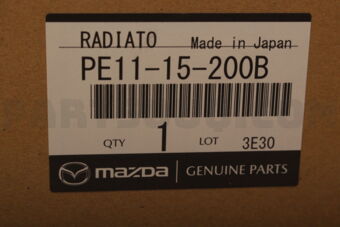 RADIATO Made in Japan
PE11-15-200B
QTY 1 LOT 3E30
mazda GENUINE PARTS